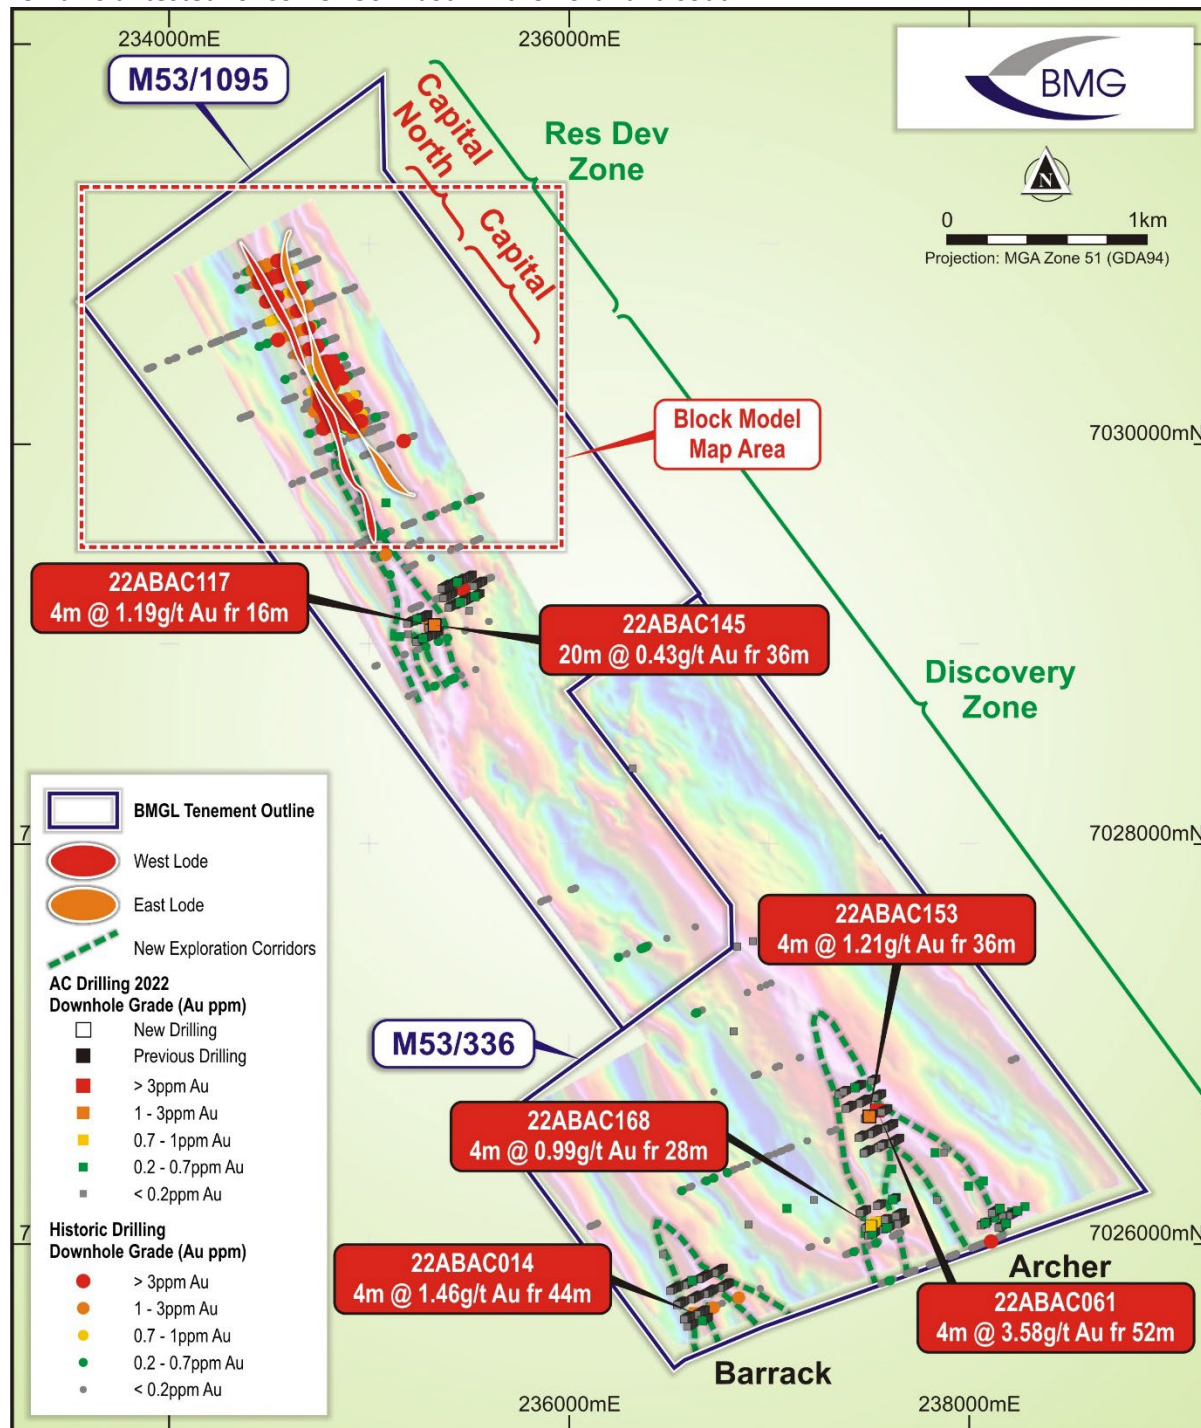 234000mE
236000mE
M53/1095
BMG
Capital
North
Res Dev
Zone
Capital
N
0
1km
Projection: MGA Zone 51 (GDA94)
Block Model
Map Area
7030000mN
22ABAC117
4m @ 1.19g/t Au fr 16m
22ABAC145
20m @ 0.43g/t Au fr 36m
Discovery
Zone
BMGL Tenement Outline
West Lode
East Lode
New Exploration Corridors
AC Drilling 2022
Downhole Grade (Au ppm)
New Drilling
Previous Drilling
> 3ppm Au
1 - 3ppm Au
0.7 - 1ppm Au
0.2 - 0.7ppm Au
< 0.2ppm Au
Historic Drilling
Downhole Grade (Au ppm)
> 3ppm Au
1 - 3ppm Au
0.7 - 1ppm Au
0.2 - 0.7ppm Au
< 0.2ppm Au
7
7028000mN
22ABAC153
4m @ 1.21g/t Au fr 36m
M53/336
22ABAC168
4m @ 0.99g/t Au fr 28m
7
7026000mN
22ABAC014
4m @ 1.46g/t Au fr 44m
Archer
22ABAC061
4m @ 3.58g/t Au fr 52m
Barrack
236000mE
238000mE